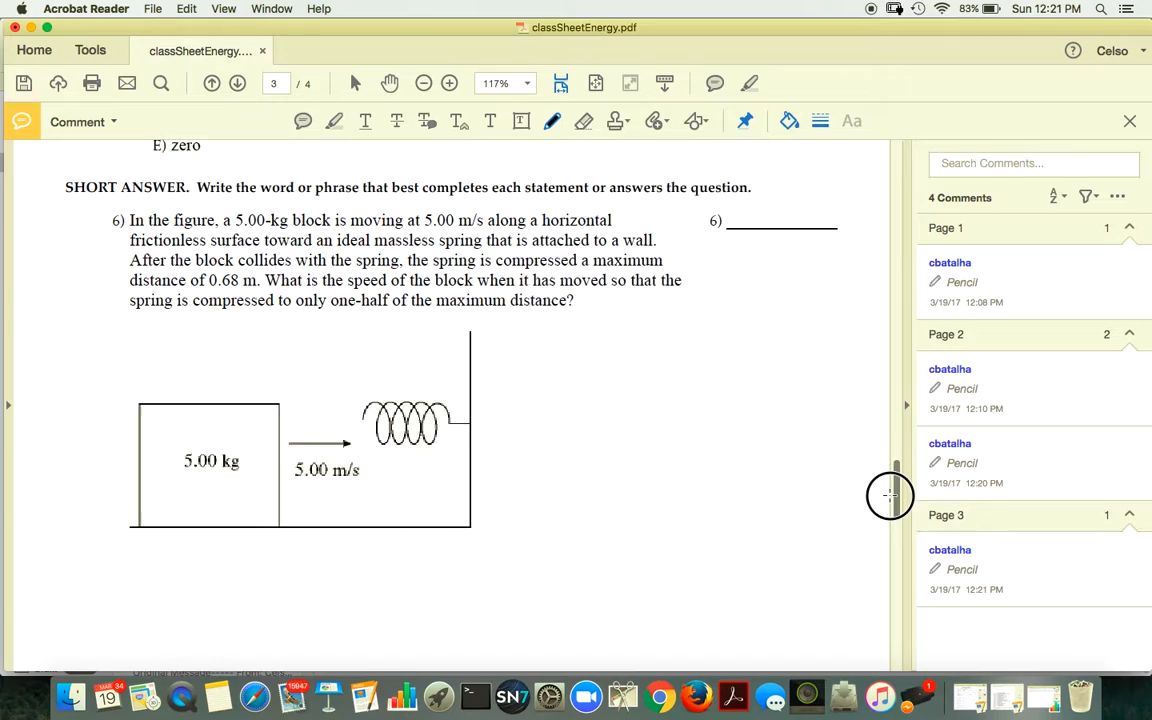 Acrobat Reader File Edit View Window Help 83% Sun 12:21 PM
classSheetEnergy.pdf
Home Tools classSheetEnergy.... × Celso
3 / 4 117%
Comment Aa
E) zero
SHORT ANSWER. Write the word or phrase that best completes each statement or answers the question.
6) In the figure, a 5.00-kg block is moving at 5.00 m/s along a horizontal 6)
frictionless surface toward an ideal massless spring that is attached to a wall.
After the block collides with the spring, the spring is compressed a maximum
distance of 0.68 m. What is the speed of the block when it has moved so that the
spring is compressed to only one-half of the maximum distance?
5.00 kg
5.00 m/s
Search Comments...
4 Comments
Page 1 1
cbatalha
Pencil
3/19/17 12:08 PM
Page 2 2
cbatalha
Pencil
3/19/17 12:10 PM
cbatalha
Pencil
3/19/17 12:20 PM
Page 3 1
cbatalha
Pencil
3/19/17 12:21 PM
MAR 34
19
15947
SN7
1